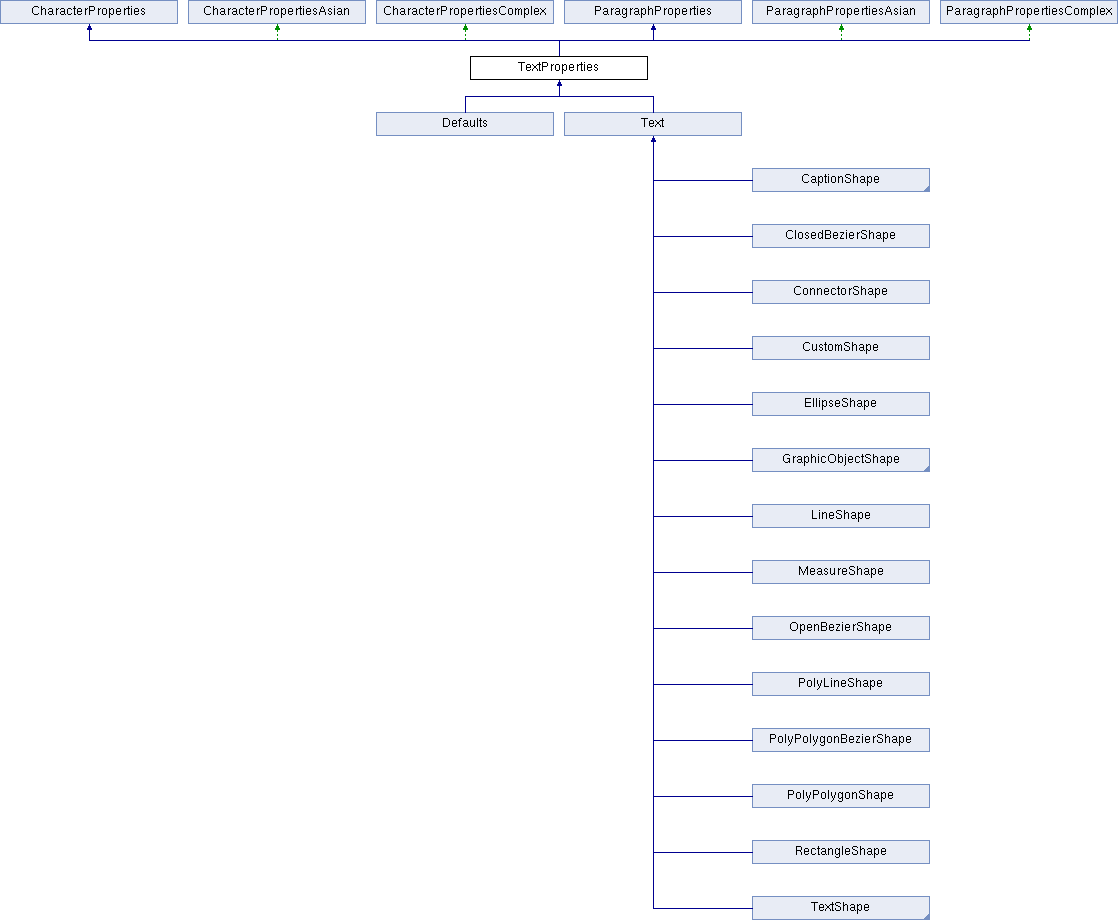 CharacterProperties
CharacterPropertiesAsian
CharacterPropertiesComplex
ParagraphProperties
ParagraphPropertiesAsian
ParagraphPropertiesComplex
TextProperties
Defaults
Text
CaptionShape
ClosedBezierShape
ConnectorShape
CustomShape
EllipseShape
GraphicObjectShape
LineShape
MeasureShape
OpenBezierShape
PolyLineShape
PolyPolygonBezierShape
PolyPolygonShape
RectangleShape
TextShape